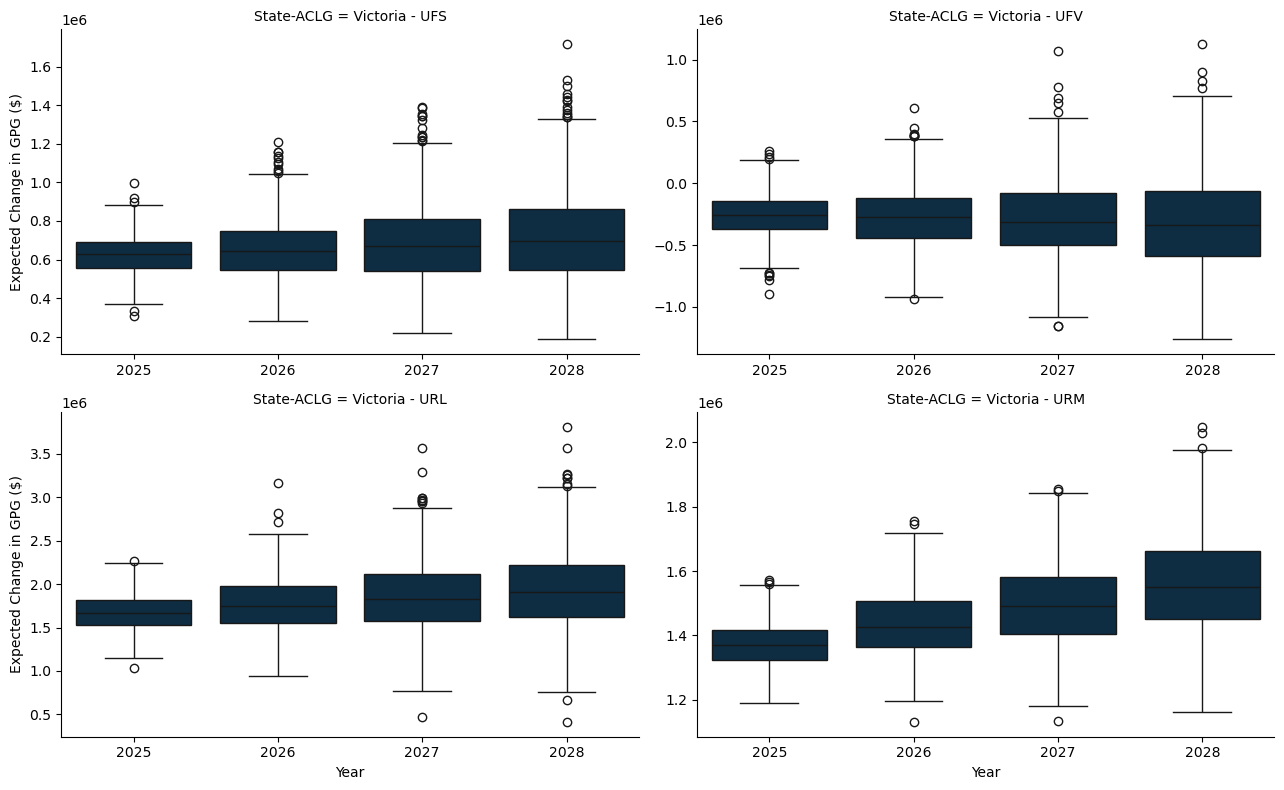 State-ACLG = Victoria - UFS
1e6
Expected Change in GPG ($)
1.6
1.4
1.2
1.0
0.8
0.6
0.4
0.2
2025 2026 2027 2028
State-ACLG = Victoria - UFV
1e6
1.0
0.5
0.0
−0.5
−1.0
2025 2026 2027 2028
State-ACLG = Victoria - URL
1e6
Expected Change in GPG ($)
3.5
3.0
2.5
2.0
1.5
1.0
0.5
2025 2026 2027 2028
Year
State-ACLG = Victoria - URM
1e6
2.0
1.8
1.6
1.4
1.2
2025 2026 2027 2028
Year